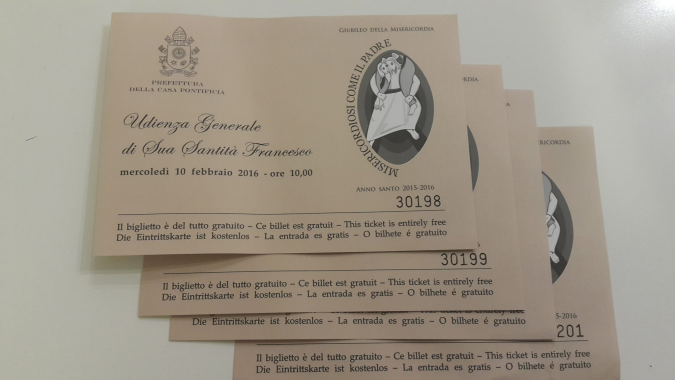 GIUBILEO DELLA MISERICORDIA
MISERICORDIOSI COME IL PADRE
PREFETTURA
DELLA CASA PONTIFICIA
Udienza Generale
di Sua Santità Francesco
mercoledì 10 febbraio 2016 - ore 10,00
ANNO SANTO 2015-2016
30198
Il biglietto è del tutto gratuito – Ce billet est gratuit – This ticket is entirely free
Die Eintrittskarte ist kostenlos – La entrada es gratis – O bilhete é gratuito
30199
Il biglietto è del tutto gratuito – Ce billet est gratuit – This ticket is entirely free
Die Eintrittskarte ist kostenlos – La entrada es gratis – O bilhete é gratuito
Die Eintrittskarte ist kostenlos – La entrada es gratis – O bilhete é gratuito
201
Il biglietto è del tutto gratuito – Ce billet est gratuit – This ticket is entirely free
Die Eintrittskarte ist kostenlos – La entrada es gratis – O bilhete é gratuito